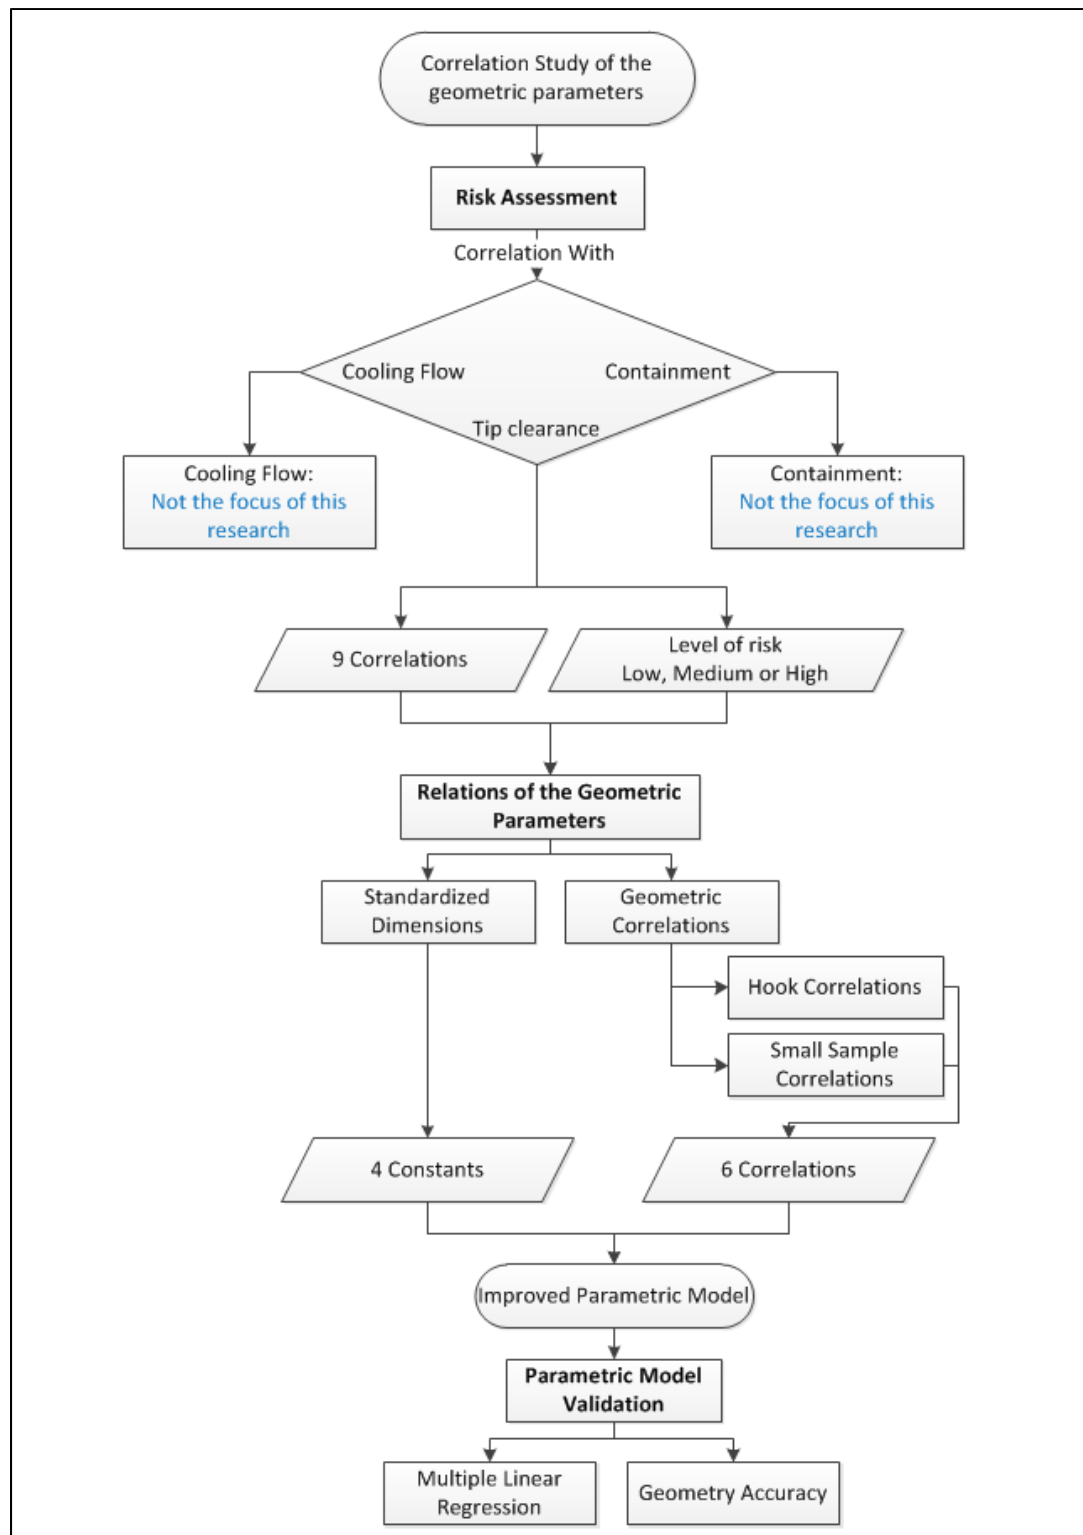 Correlation Study of the
geometric parameters
Risk Assessment
Correlation With
Cooling Flow
Containment
Tip clearance
Cooling Flow:
Not the focus of this
research
Containment:
Not the focus of this
research
9 Correlations
Level of risk
Low, Medium or High
Relations of the Geometric
Parameters
Standardized
Dimensions
Geometric
Correlations
Hook Correlations
Small Sample
Correlations
4 Constants
6 Correlations
Improved Parametric Model
Parametric Model
Validation
Multiple Linear
Regression
Geometry Accuracy